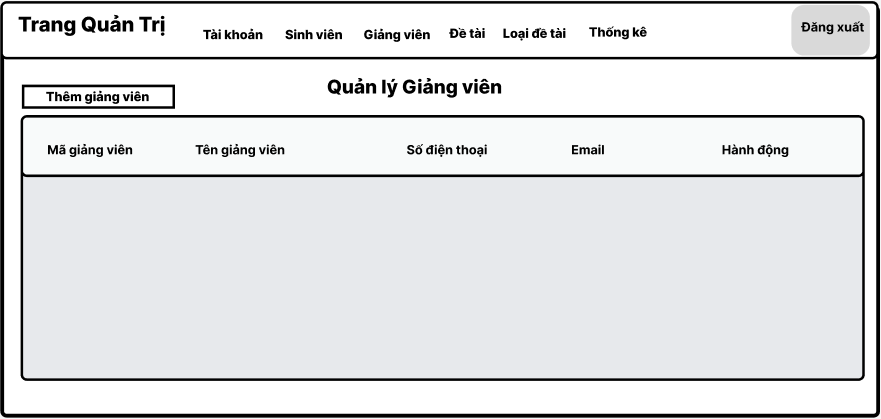 Trang Quản Trị
Tài khoản Sinh viên Giảng viên Đề tài Loại đề tài Thống kê
Đăng xuất
Quản lý Giảng viên
Thêm giảng viên
Mã giảng viên Tên giảng viên Số điện thoại Email Hành động